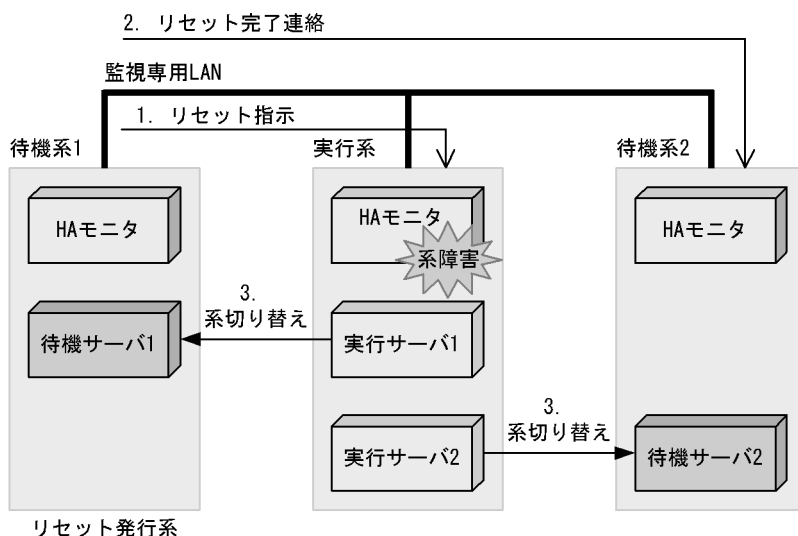 2. リセット完了連絡
監視専用LAN
1. リセット指示
待機系1
実行系
待機系2
HAモニタ
HAモニタ
HAモニタ
系障害
3.
系切り替え
待機サーバ1
実行サーバ1
3.
系切り替え
実行サーバ2
待機サーバ2
リセット発行系